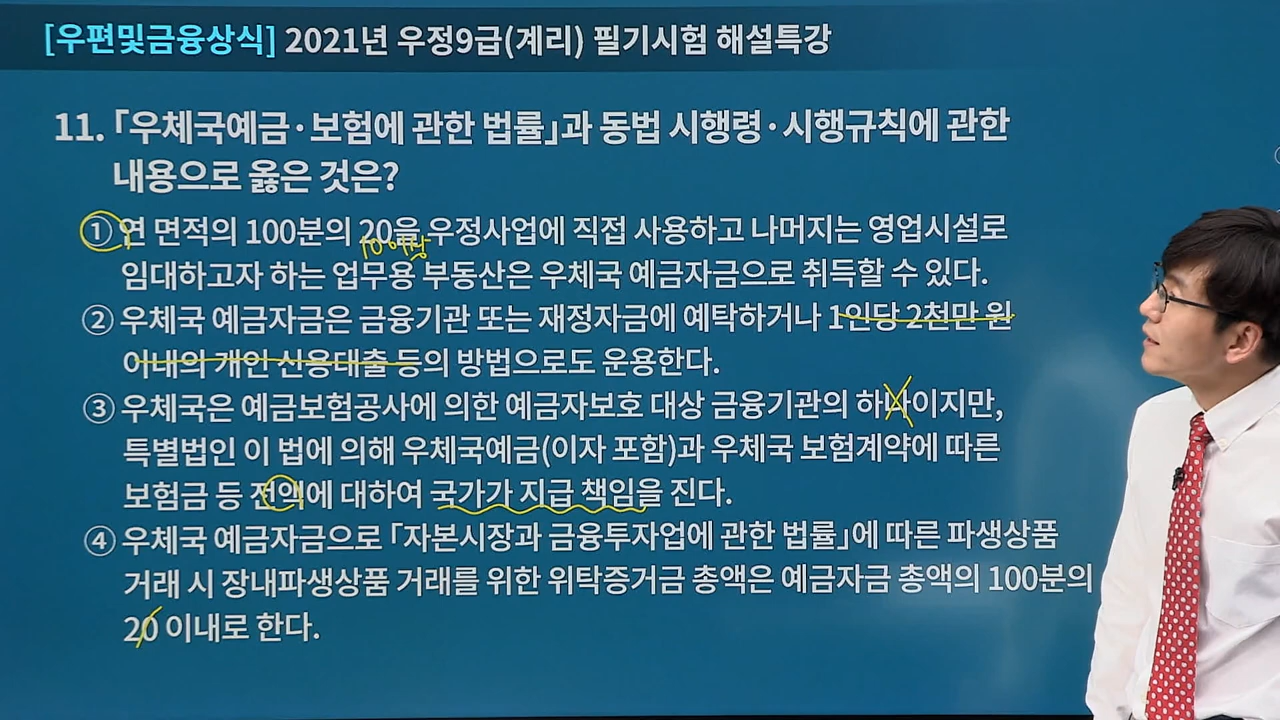 [우편및금융상식] 2021년 우정9급(계리) 필기시험 해설특강
11. 「우체국예금·보험에 관한 법률」과 동법 시행령·시행규칙에 관한
내용으로 옳은 것은?
① 연 면적의 100분의 20을 우정사업에 직접 사용하고 나머지는 영업시설로
10 이상
임대하고자 하는 업무용 부동산은 우체국 예금자금으로 취득할 수 있다.
② 우체국 예금자금은 금융기관 또는 재정자금에 예탁하거나 1인당 2천만 원
이내의 개인 신용대출 등의 방법으로도 운용한다.
③ 우체국은 예금보험공사에 의한 예금자보호 대상 금융기관의 하나이지만,
특별법인 이 법에 의해 우체국예금(이자 포함)과 우체국 보험계약에 따른
보험금 등 전액에 대하여 국가가 지급 책임을 진다.
④ 우체국 예금자금으로 「자본시장과 금융투자업에 관한 법률」에 따른 파생상품
거래 시 장내파생상품 거래를 위한 위탁증거금 총액은 예금자금 총액의 100분의
20 이내로 한다.